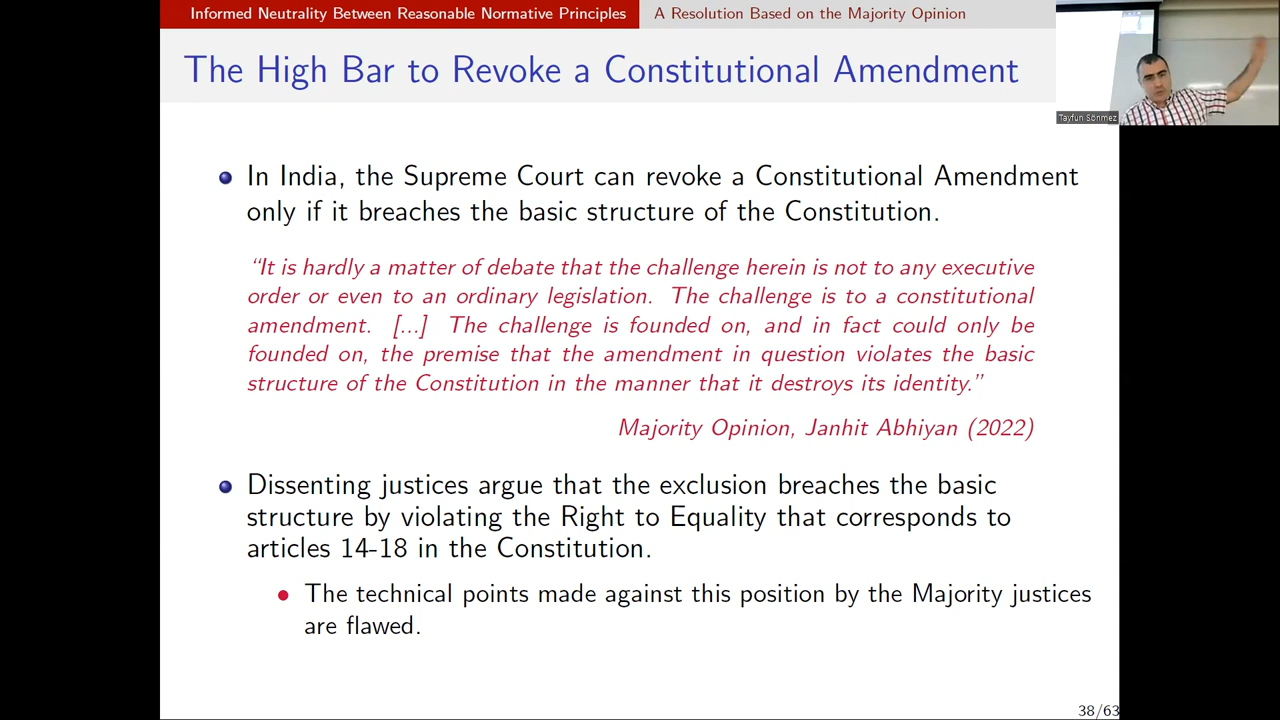 Informed Neutrality Between Reasonable Normative Principles
A Resolution Based on the Majority Opinion
The High Bar to Revoke a Constitutional Amendment
Tayfun Sönmez
In India, the Supreme Court can revoke a Constitutional Amendment
only if it breaches the basic structure of the Constitution.
“It is hardly a matter of debate that the challenge herein is not to any executive
order or even to an ordinary legislation. The challenge is to a constitutional
amendment. [...] The challenge is founded on, and in fact could only be
founded on, the premise that the amendment in question violates the basic
structure of the Constitution in the manner that it destroys its identity.”
Majority Opinion, Janhit Abhiyan (2022)
Dissenting justices argue that the exclusion breaches the basic
structure by violating the Right to Equality that corresponds to
articles 14-18 in the Constitution.
The technical points made against this position by the Majority justices
are flawed.
38/63